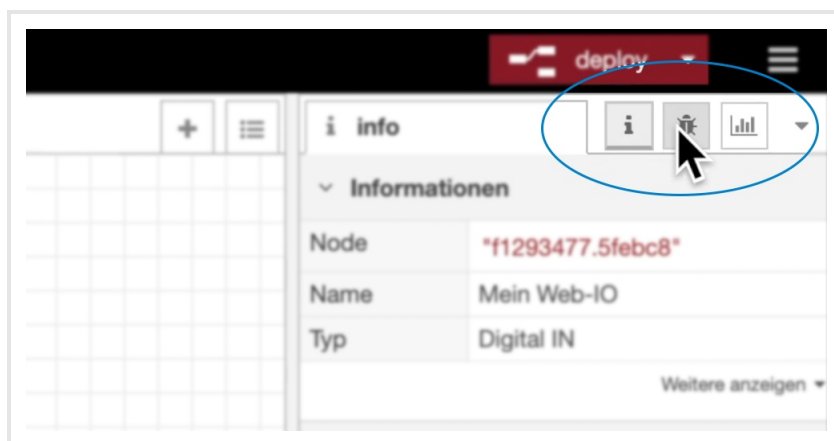 deploy
i info i
Informationen
Node "f1293477.5febc8"
Name Mein Web-IO
Typ Digital IN
Weitere anzeigen